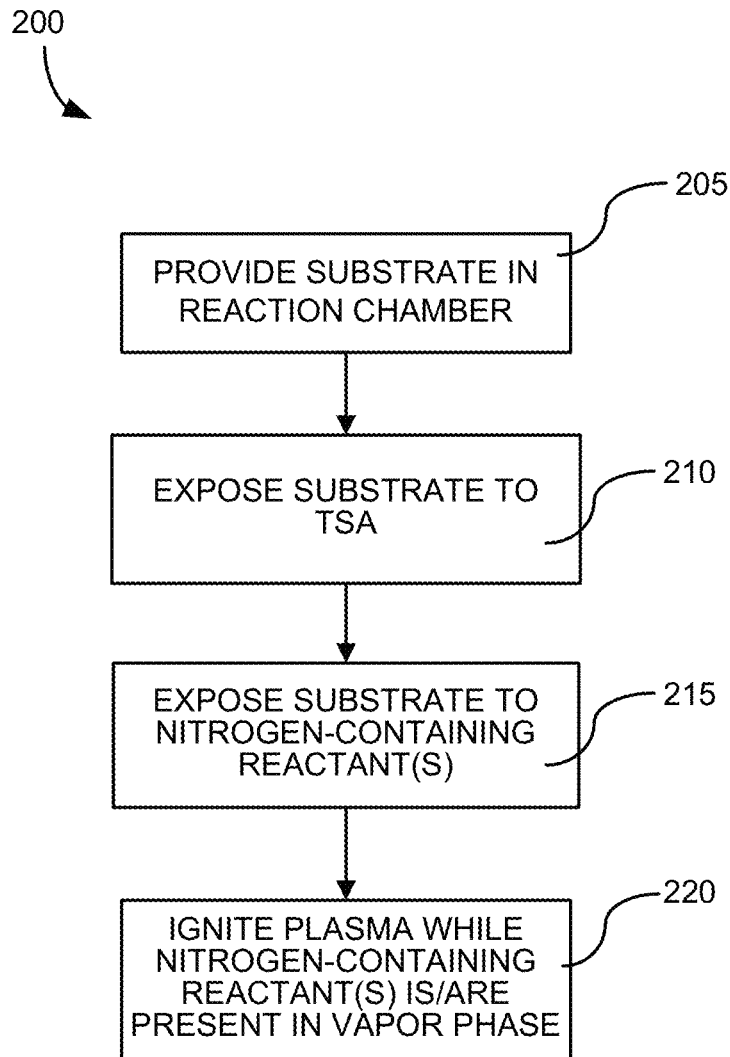 200
205
PROVIDE SUBSTRATE IN
REACTION CHAMBER
210
EXPOSE SUBSTRATE TO
TSA
215
EXPOSE SUBSTRATE TO
NITROGEN-CONTAINING
REACTANT(S)
220
IGNITE PLASMA WHILE
NITROGEN-CONTAINING
REACTANT(S) IS/ARE
PRESENT IN VAPOR PHASE